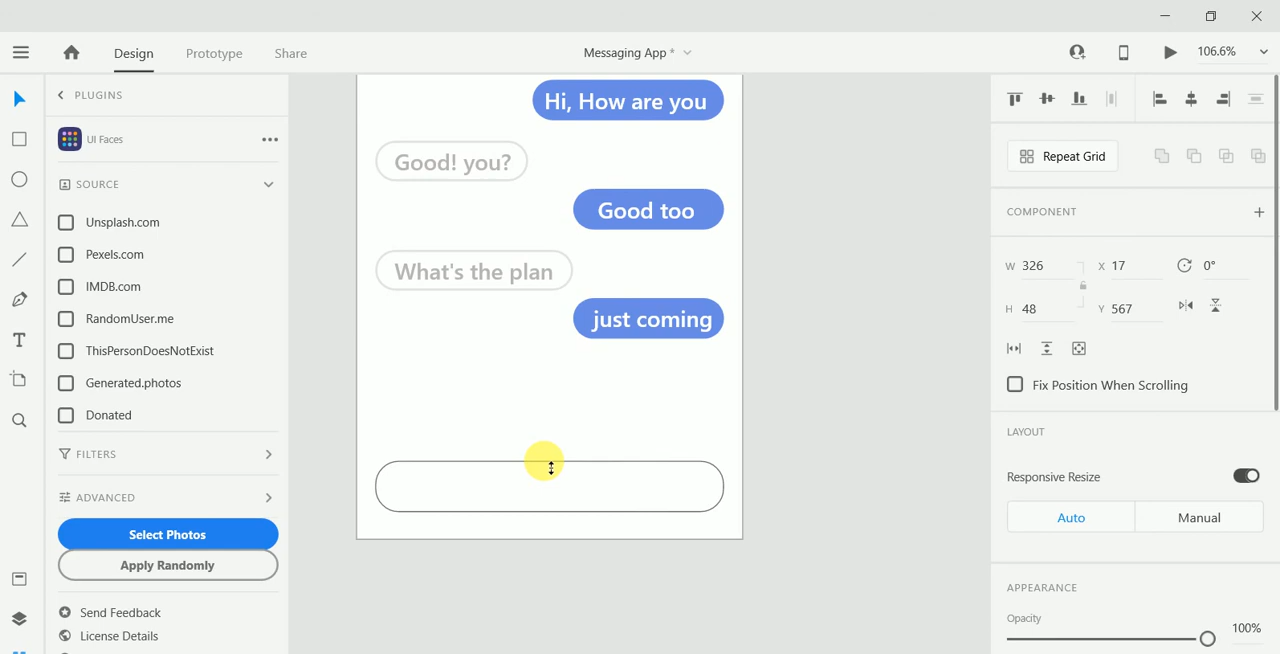 Design
Prototype
Share
Messaging App *
106.6%
PLUGINS
UI Faces
SOURCE
Unsplash.com
Pexels.com
IMDB.com
RandomUser.me
ThisPersonDoesNotExist
Generated.photos
Donated
FILTERS
ADVANCED
Select Photos
Apply Randomly
Send Feedback
License Details
Hi, How are you
Good! you?
Good too
What's the plan
just coming
Repeat Grid
COMPONENT
W 326 X 17 0°
H 48 Y 567
Fix Position When Scrolling
LAYOUT
Responsive Resize
Auto Manual
APPEARANCE
Opacity
100%